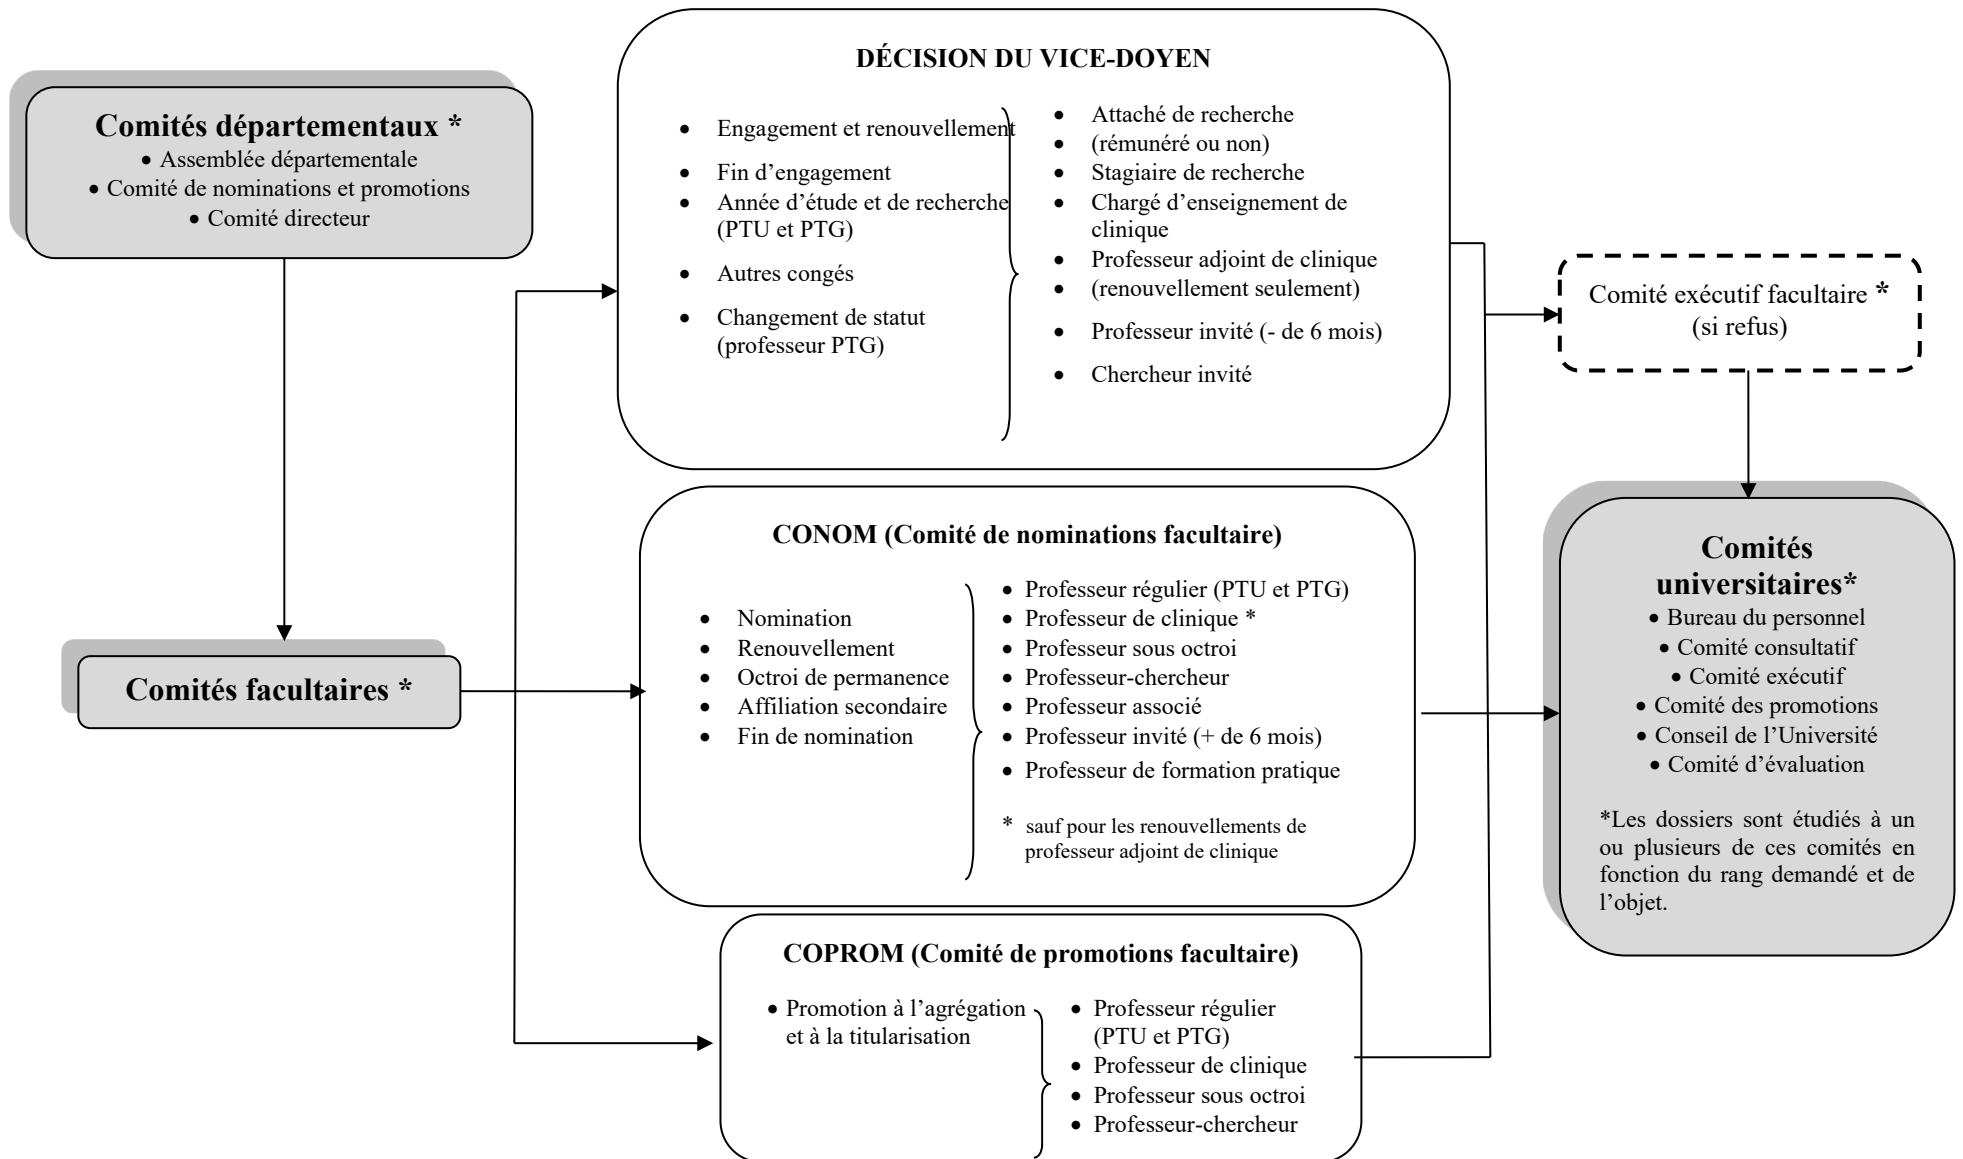 Comités départementaux *
• Assemblée départementale
• Comité de nominations et promotions
• Comité directeur
Comités facultaires *
DÉCISION DU VICE-DOYEN
• Engagement et renouvellement
• Fin d’engagement
• Année d’étude et de recherche
(PTU et PTG)
• Autres congés
• Changement de statut
(professeur PTG)
• Attaché de recherche
• (rémunéré ou non)
• Stagiaire de recherche
• Chargé d’enseignement de
clinique
• Professeur adjoint de clinique
• (renouvellement seulement)
• Professeur invité (- de 6 mois)
• Chercheur invité
CONOM (Comité de nominations facultaire)
• Nomination
• Renouvellement
• Octroi de permanence
• Affiliation secondaire
• Fin de nomination
• Professeur régulier (PTU et PTG)
• Professeur de clinique *
• Professeur sous octroi
• Professeur-chercheur
• Professeur associé
• Professeur invité (+ de 6 mois)
• Professeur de formation pratique
* sauf pour les renouvellements de
professeur adjoint de clinique
COPROM (Comité de promotions facultaire)
• Promotion à l’agrégation
et à la titularisation
• Professeur régulier
(PTU et PTG)
• Professeur de clinique
• Professeur sous octroi
• Professeur-chercheur
Comité exécutif facultaire *
(si refus)
Comités
universitaires*
• Bureau du personnel
• Comité consultatif
• Comité exécutif
• Comité des promotions
• Conseil de l’Université
• Comité d’évaluation
*Les dossiers sont étudiés à un
ou plusieurs de ces comités en
fonction du rang demandé et de
l’objet.